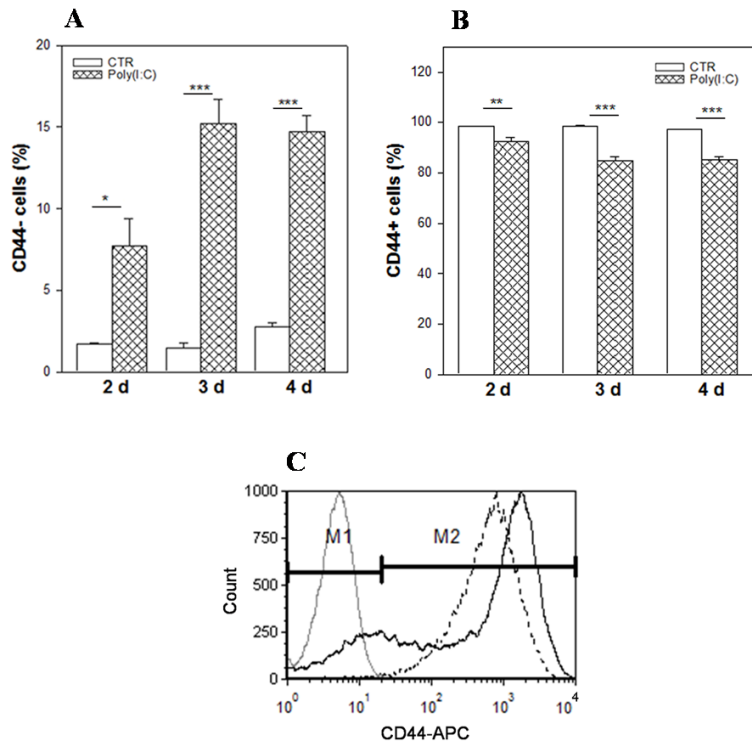 A
20
15
10
5
0
CD44- cells (%)
CTR
Poly(I:C)
*
***
***
2 d 3 d 4 d
B
120
100
80
60
40
20
0
CD44+ cells (%)
CTR
Poly(I:C)
**
***
***
2 d 3 d 4 d
C
1000
750
500
250
0
Count
M1 M2
10⁰ 10¹ 10² 10³ 10⁴
CD44-APC